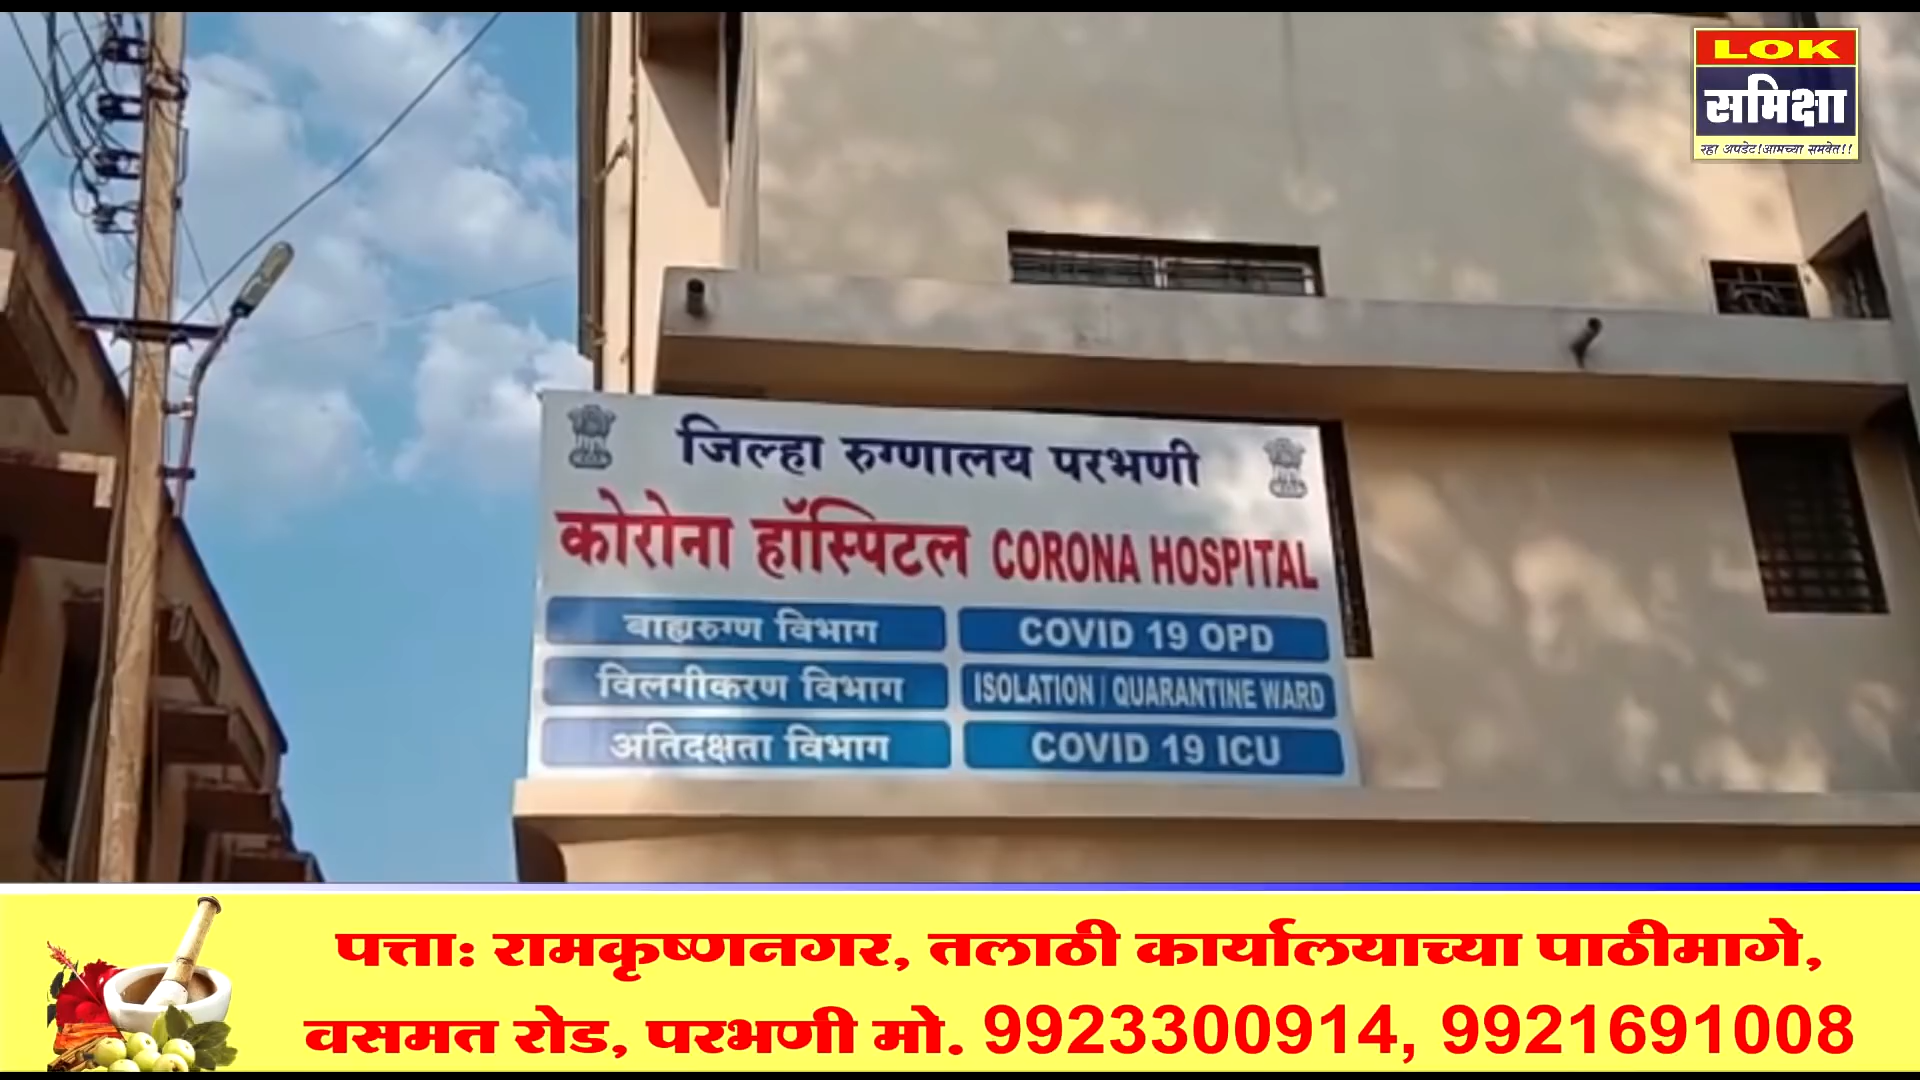 LOK
समिक्षा
रहा अपडेट!आमच्या समवेत!!
जिल्हा रुग्णालय परभणी
कोरोना हॉस्पिटल CORONA HOSPITAL
बाह्यरुग्ण विभाग COVID 19 OPD
विलगीकरण विभाग ISOLATION / QUARANTINE WARD
अतिदक्षता विभाग COVID 19 ICU
पत्ता: रामकृष्णनगर, तलाठी कार्यालयाच्या पाठीमागे,
वसमत रोड, परभणी मो. 9923300914, 9921691008